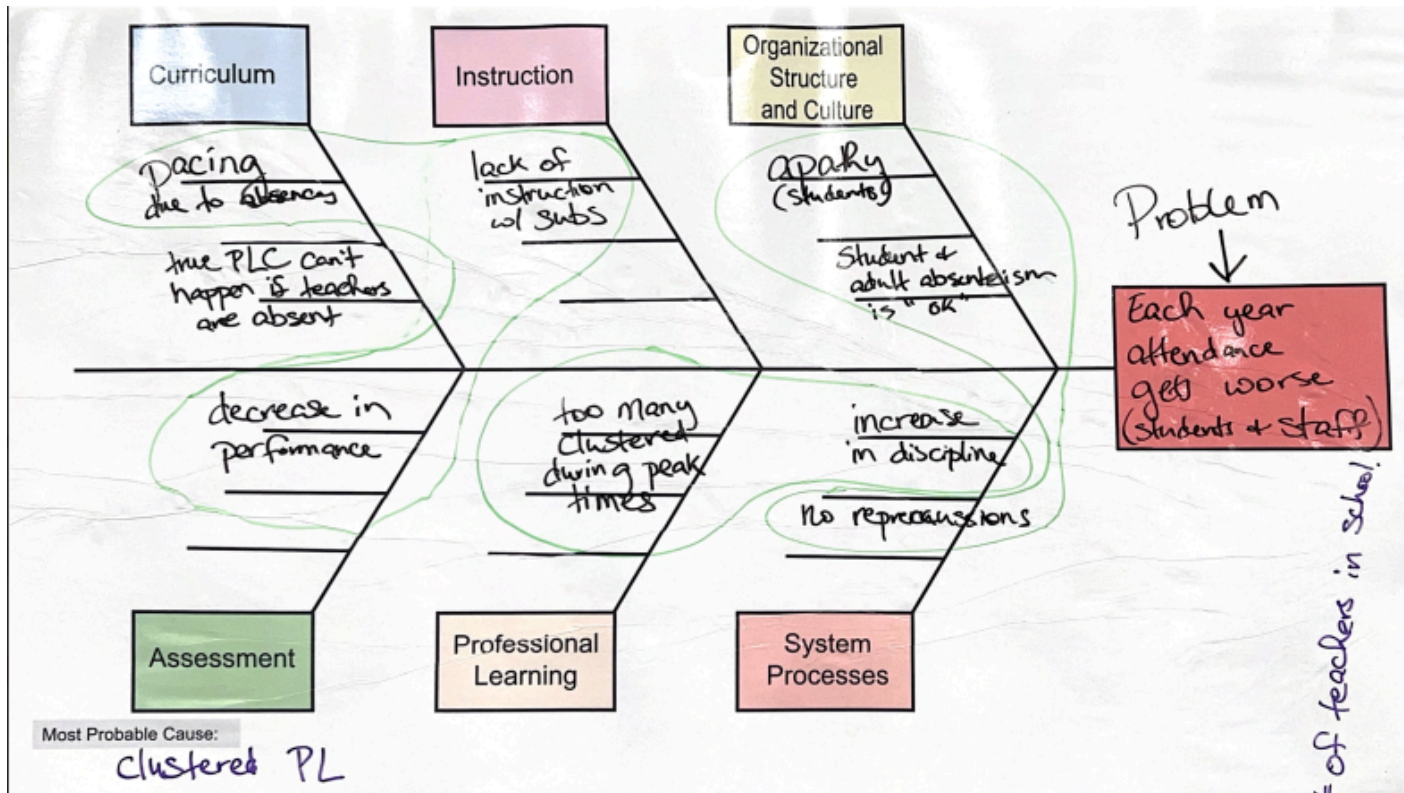 Curriculum
Instruction
Organizational
Structure
and Culture
Pacing
due to absences
true PLC can't
happen if teachers
are absent
lack of
instruction
w/ subs
apathy
(students)
Student &
adult absenteeism
is "ok"
Problem
Each year
attendance
gets worse
(students & staff)
decrease in
performance
too many
clustered
during peak
times
increase
in discipline
no reprecaussions
Assessment
Professional
Learning
System
Processes
Most Probable Cause:
clustered PL
of teachers in school.